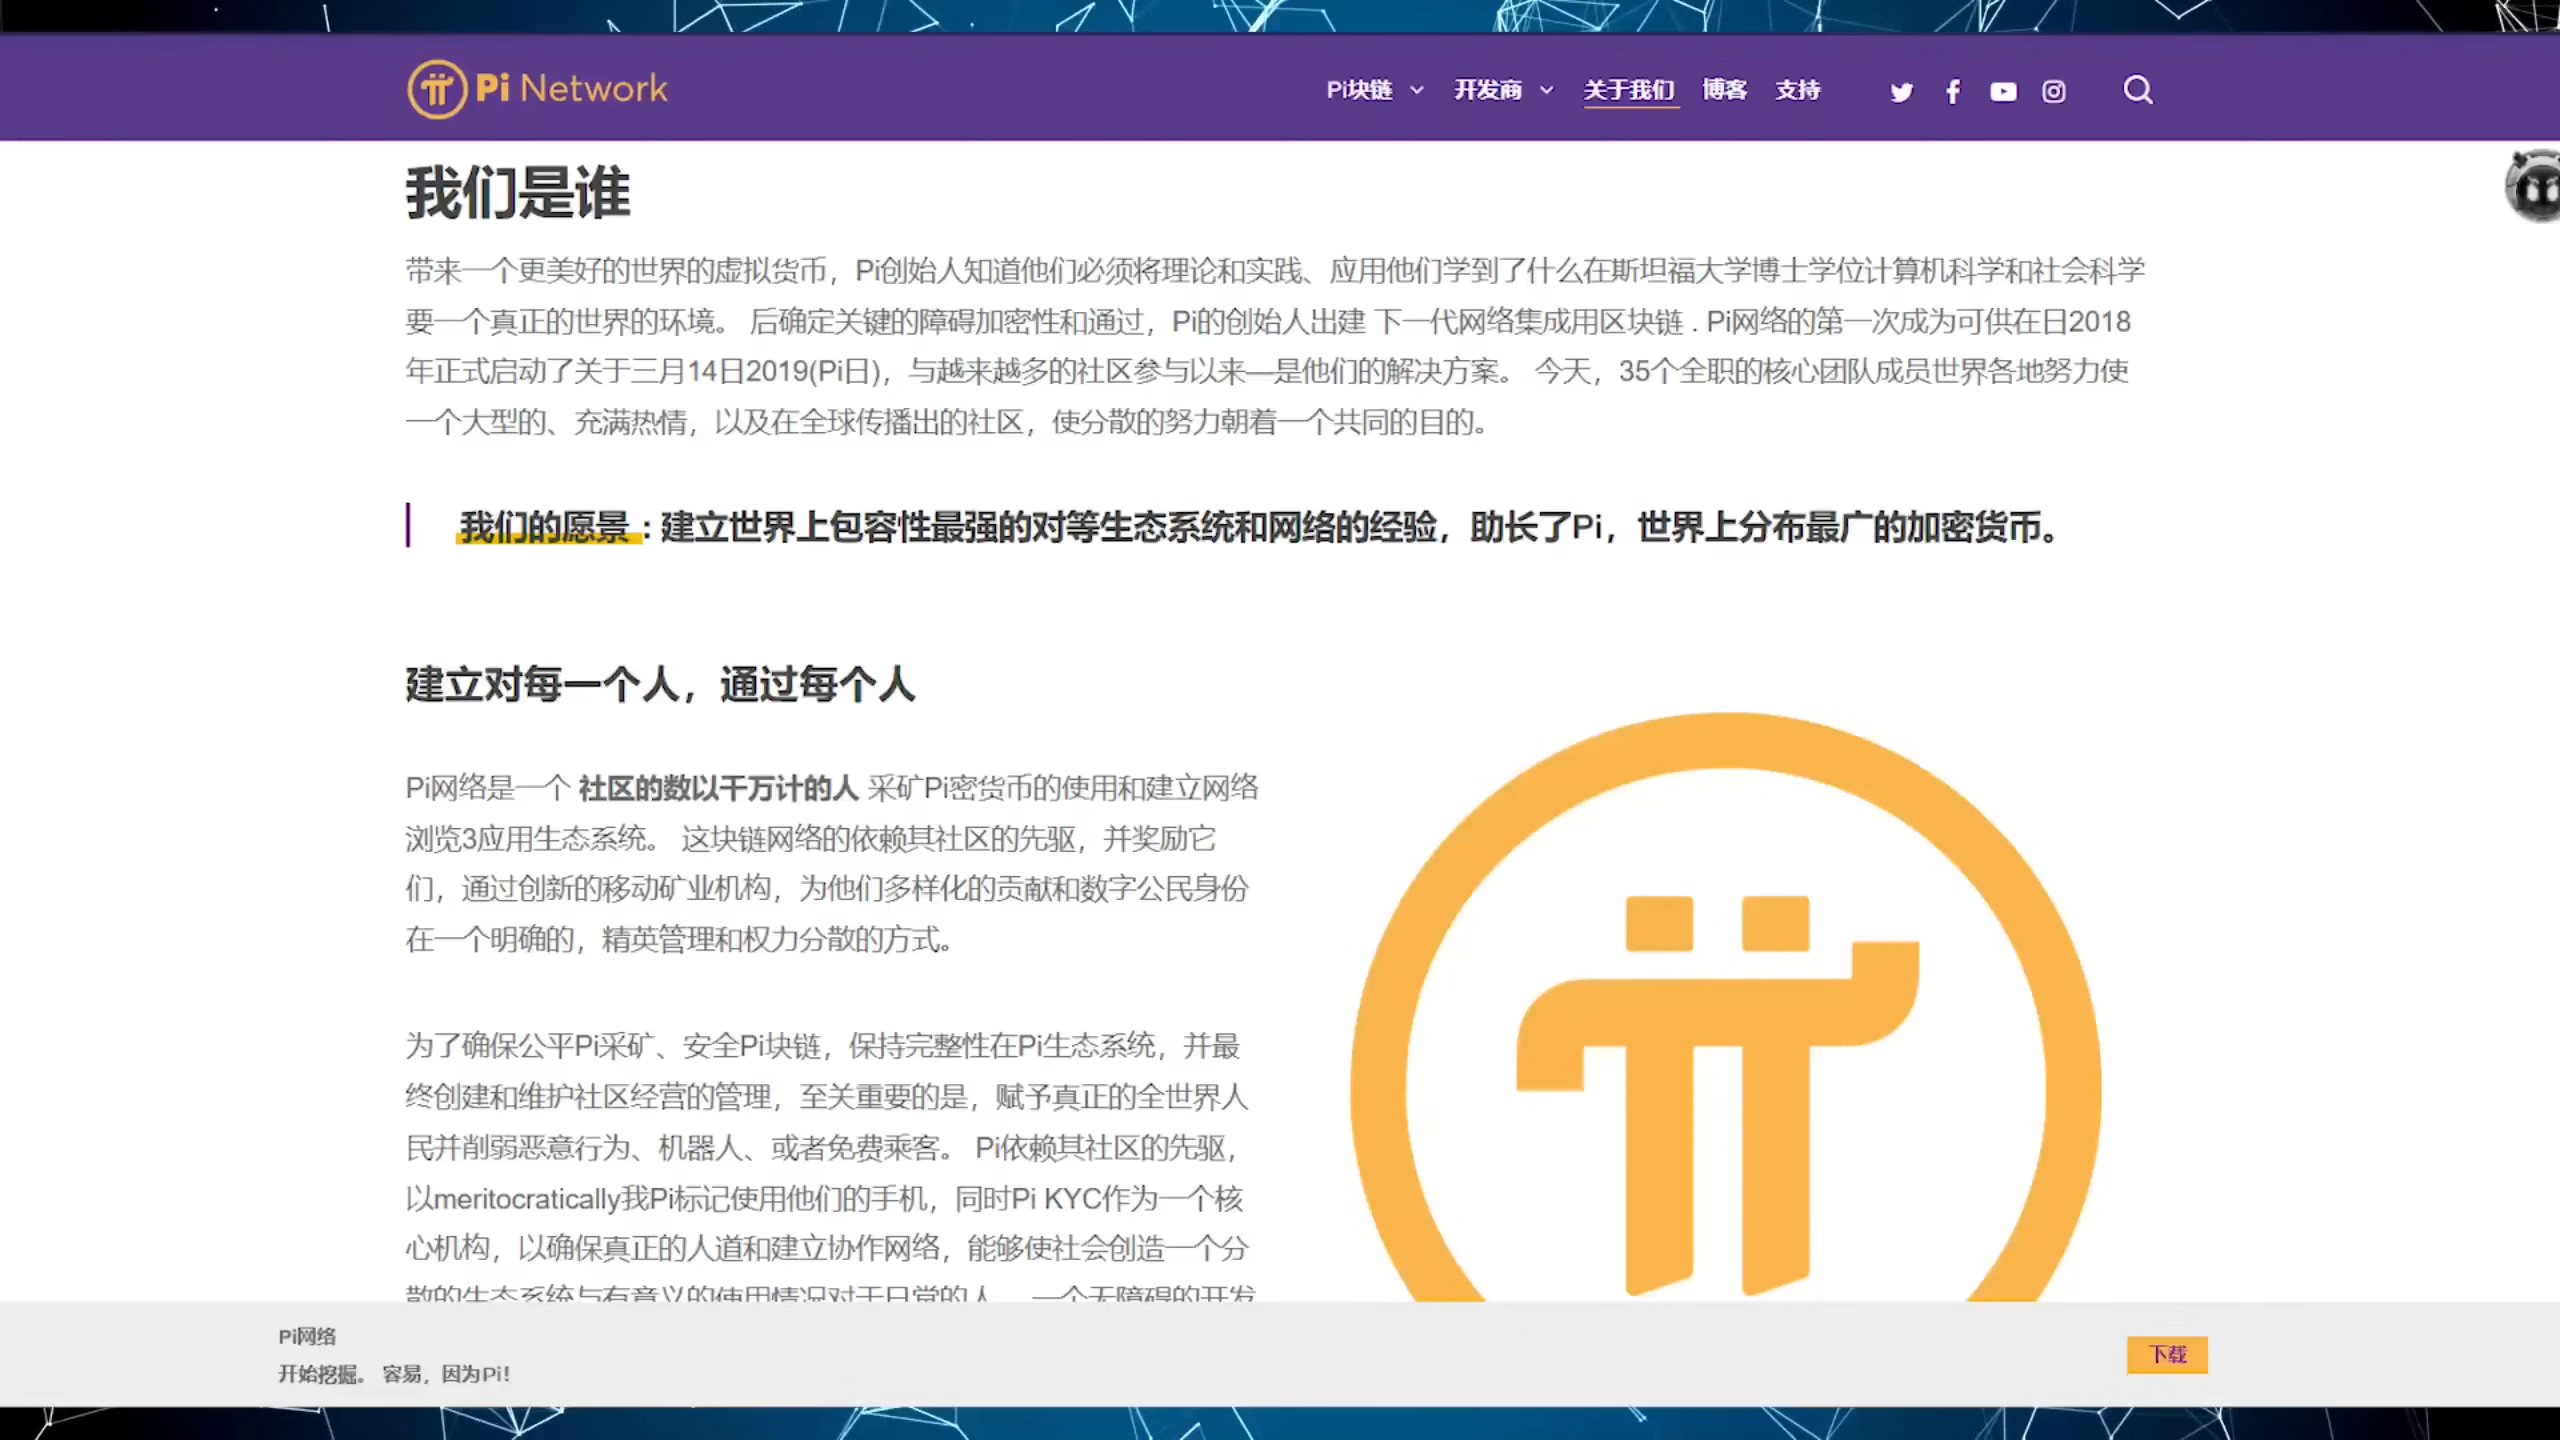 Pi Network
Pi块链 开发商 关于我们 博客 支持
我们是谁
带来一个更美好的世界的虚拟货币，Pi创始人知道他们必须将理论和实践、应用他们学到了什么在斯坦福大学博士学位计算机科学和社会科学
要一个真正的世界的环境。 后确定关键的障碍加密性和通过，Pi的创始人出建 下一代网络集成用区块链 . Pi网络的第一次成为可供在日2018
年正式启动了关于三月14日2019(Pi日)，与越来越多的社区参与以来—是他们的解决方案。 今天，35个全职的核心团队成员世界各地努力使
一个大型的、充满热情，以及在全球传播出的社区，使分散的努力朝着一个共同的目的。
我们的愿景 : 建立世界上包容性最强的对等生态系统和网络的经验，助长了Pi，世界上分布最广的加密货币。
建立对每一个人，通过每个人
Pi网络是一个 社区的数以千万计的人 采矿Pi密货币的使用和建立网络
浏览3应用生态系统。 这块链网络的依赖其社区的先驱，并奖励它
们，通过创新的移动矿业机构，为他们多样化的贡献和数字公民身份
在一个明确的，精英管理和权力分散的方式。
为了确保公平Pi采矿、安全Pi块链，保持完整性在Pi生态系统，并最
终创建和维护社区经营的管理，至关重要的是，赋予真正的全世界人
民并削弱恶意行为、机器人、或者免费乘客。 Pi依赖其社区的先驱，
以meritocratically我Pi标记使用他们的手机，同时Pi KYC作为一个核
心机构，以确保真正的人道和建立协作网络，能够使社会创造一个分
散的生态系统与有意义的使用情况对于日常的人。 一个无障碍的开发
Pi网络
开始挖掘。 容易，因为Pi!
下载